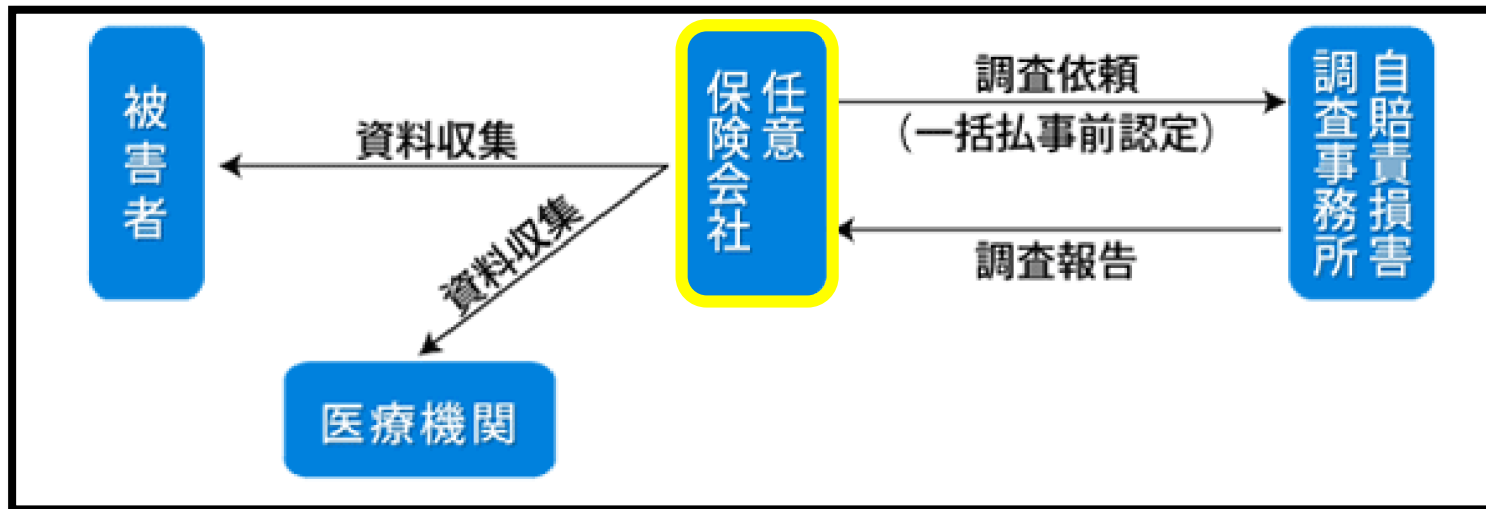 被害者
資料収集
資料収集
医療機関
任意
保険会社
調査依頼
（一括払事前認定）
調査報告
自賠責損害
調査事務所